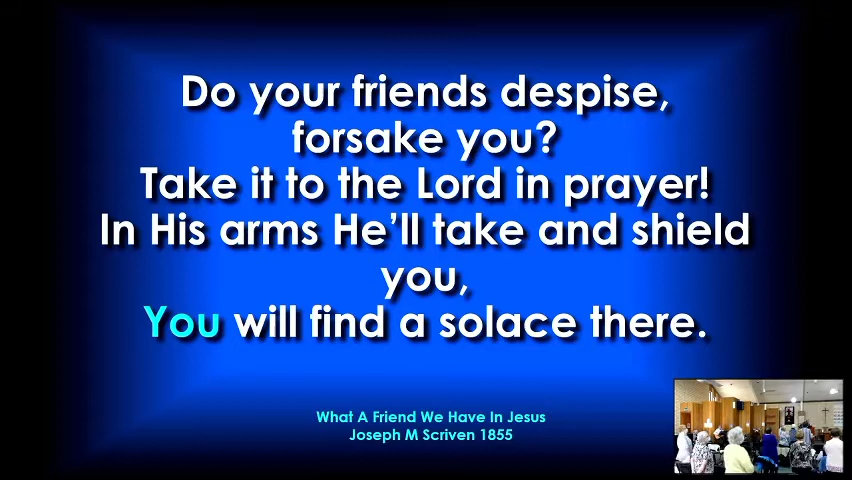 Do your friends despise,
forsake you?
Take it to the Lord in prayer!
In His arms He’ll take and shield
you,
You will find a solace there.
What A Friend We Have In Jesus
Joseph M Scriven 1855